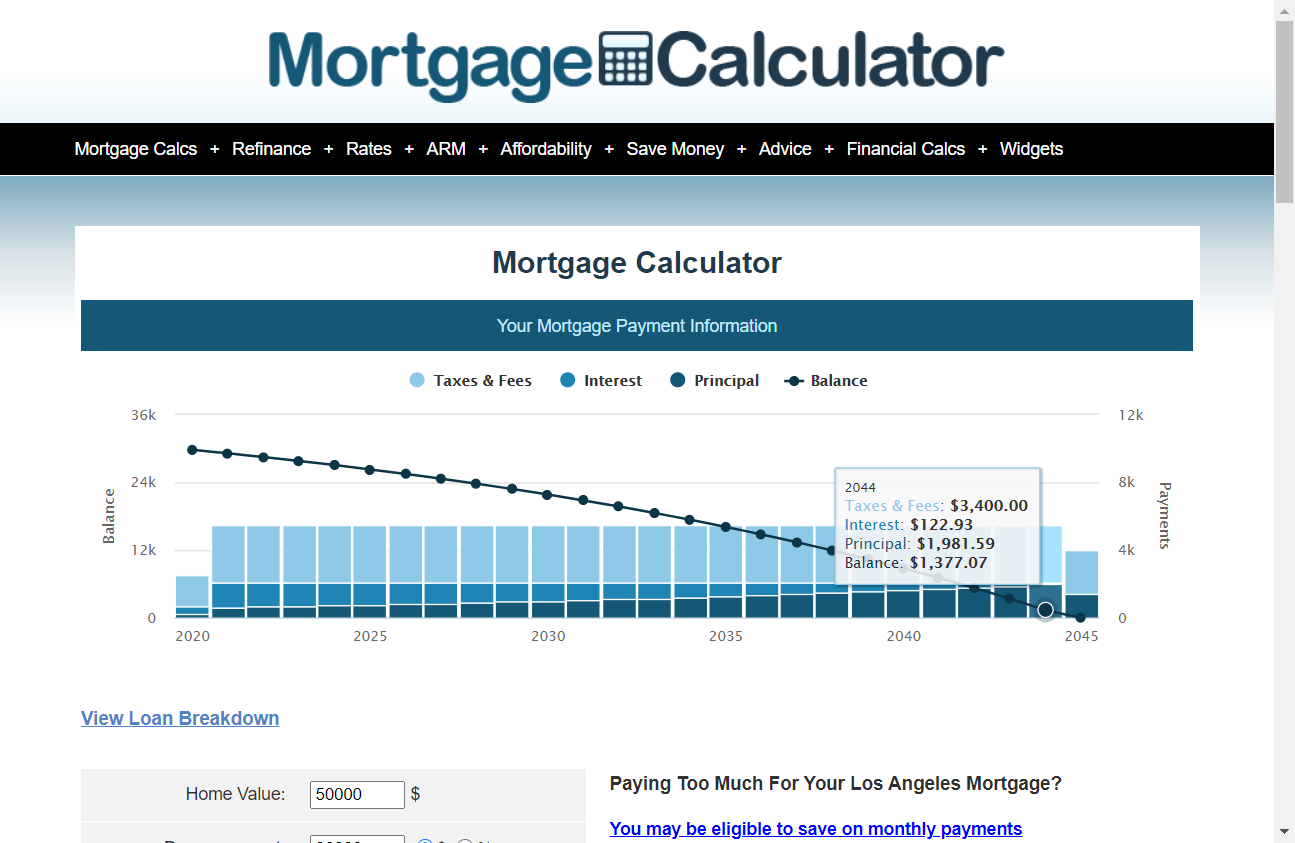 Mortgage Calculator
Mortgage Calcs + Refinance + Rates + ARM + Affordability + Save Money + Advice + Financial Calcs + Widgets
Mortgage Calculator
Your Mortgage Payment Information
Taxes & Fees Interest Principal Balance
36k 12k
24k 8k
12k 4k
0 0
Balance
Payments
2044
Taxes & Fees: $3,400.00
Interest: $122.93
Principal: $1,981.59
Balance: $1,377.07
2020 2025 2030 2035 2040 2045
View Loan Breakdown
Home Value: 50000 $
Paying Too Much For Your Los Angeles Mortgage?
You may be eligible to save on monthly payments